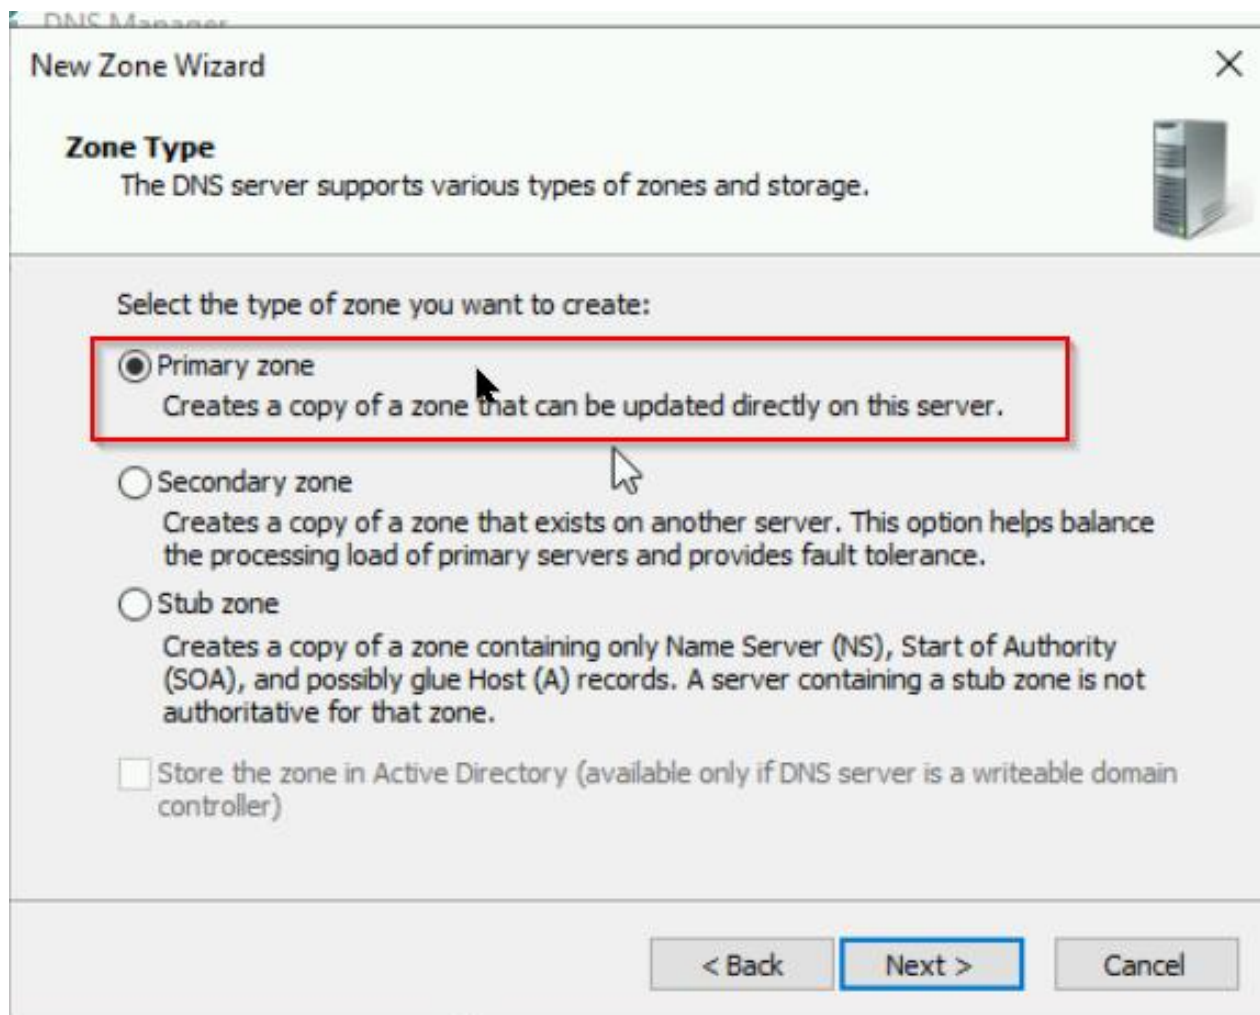 DNS Manager
New Zone Wizard
Zone Type
The DNS server supports various types of zones and storage.
Select the type of zone you want to create:
Primary zone
Creates a copy of a zone that can be updated directly on this server.
Secondary zone
Creates a copy of a zone that exists on another server. This option helps balance
the processing load of primary servers and provides fault tolerance.
Stub zone
Creates a copy of a zone containing only Name Server (NS), Start of Authority
(SOA), and possibly glue Host (A) records. A server containing a stub zone is not
authoritative for that zone.
Store the zone in Active Directory (available only if DNS server is a writeable domain
controller)
< Back
Next >
Cancel